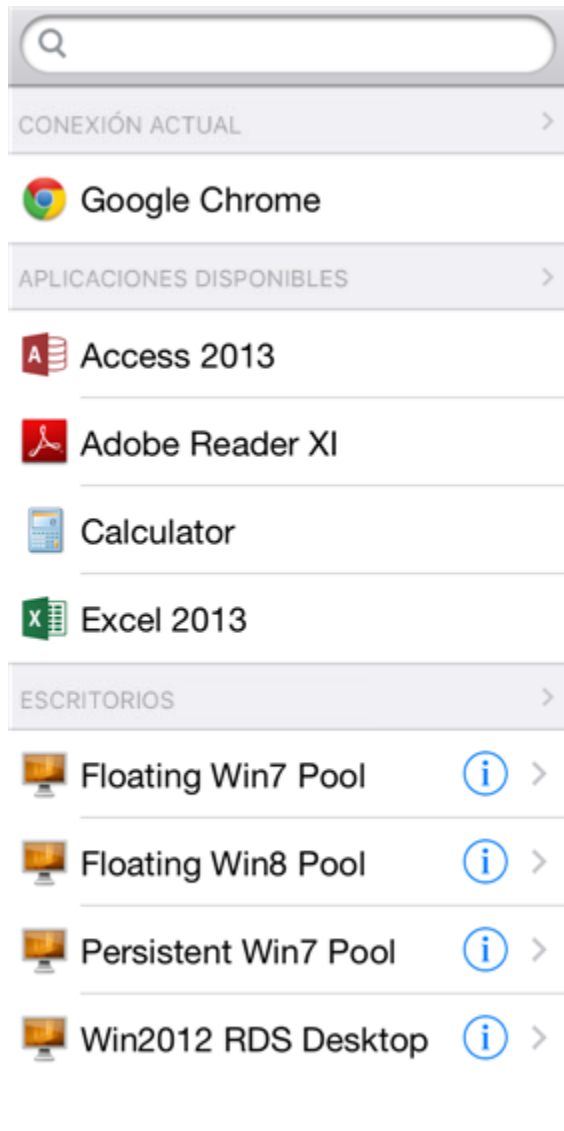 CONEXIÓN ACTUAL
Google Chrome
APLICACIONES DISPONIBLES
Access 2013
Adobe Reader XI
Calculator
Excel 2013
ESCRITORIOS
Floating Win7 Pool
Floating Win8 Pool
Persistent Win7 Pool
Win2012 RDS Desktop